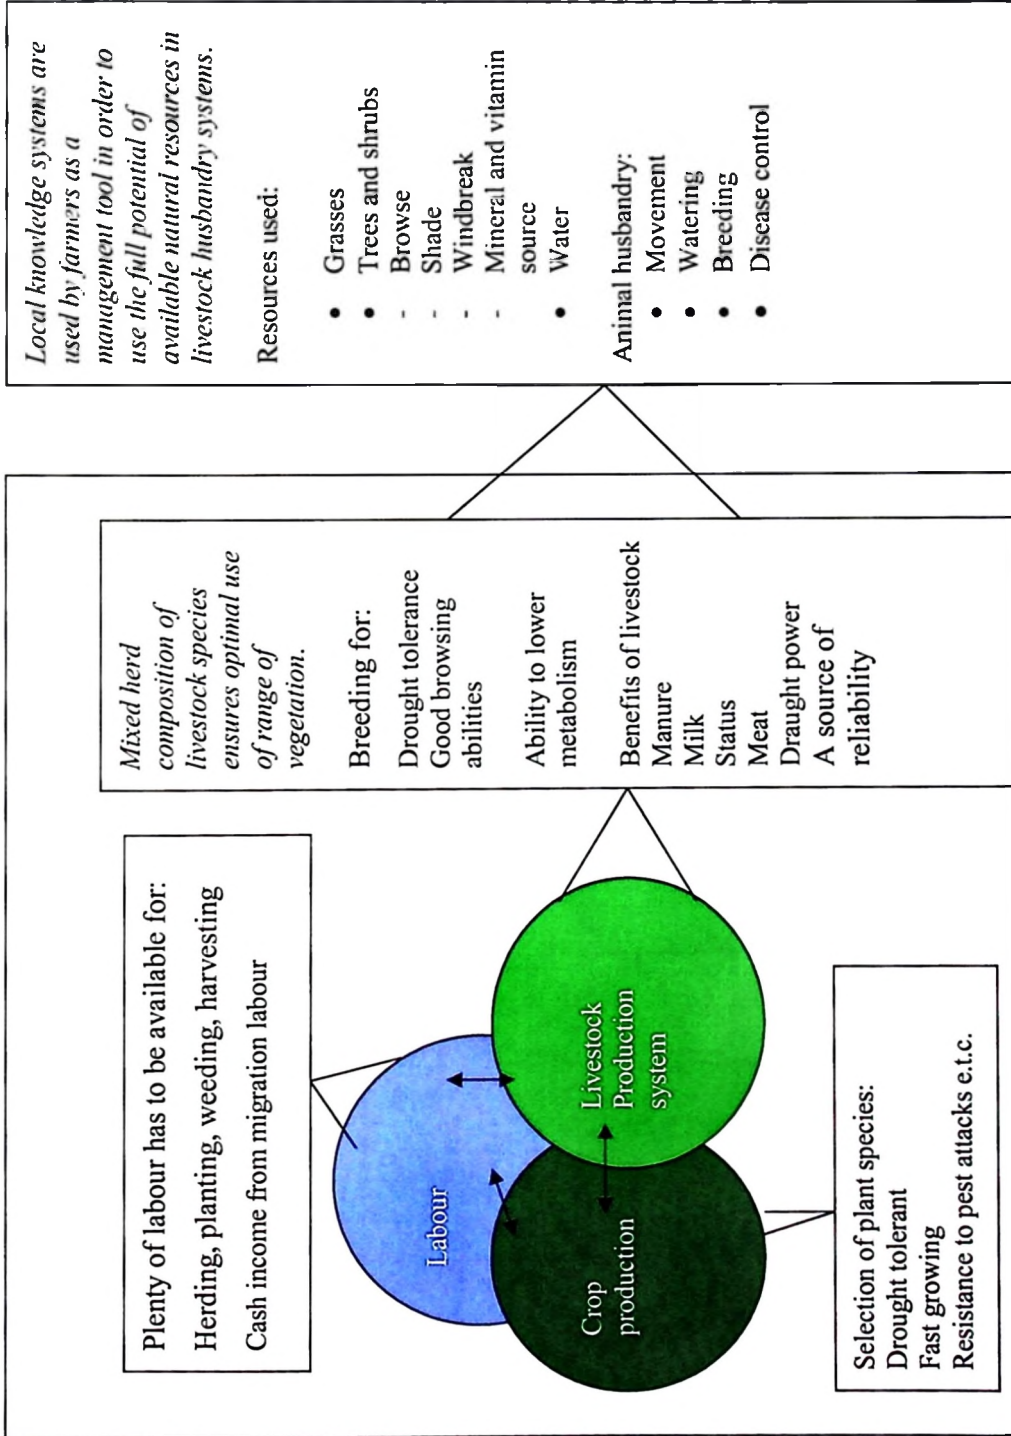 Plenty of labour has to be available for:
Herding, planting, weeding, harvesting
Cash income from migration labour
Labour
Crop
production
Livestock
Production
system
Selection of plant species:
Drought tolerant
Fast growing
Resistance to pest attacks e.t.c.
Mixed herd
composition of
livestock species
ensures optimal use
of range of
vegetation.
Breeding for:
Drought tolerance
Good browsing
abilities
Ability to lower
metabolism
Benefits of livestock
Manure
Milk
Status
Meat
Draught power
A source of
reliability
Local knowledge systems are
used by farmers as a
management tool in order to
use the full potential of
available natural resources in
livestock husbandry systems.
Resources used:
• Grasses
• Trees and shrubs
- Browse
- Shade
- Windbreak
- Mineral and vitamin
source
• Water
Animal husbandry:
• Movement
• Watering
• Breeding
• Disease control